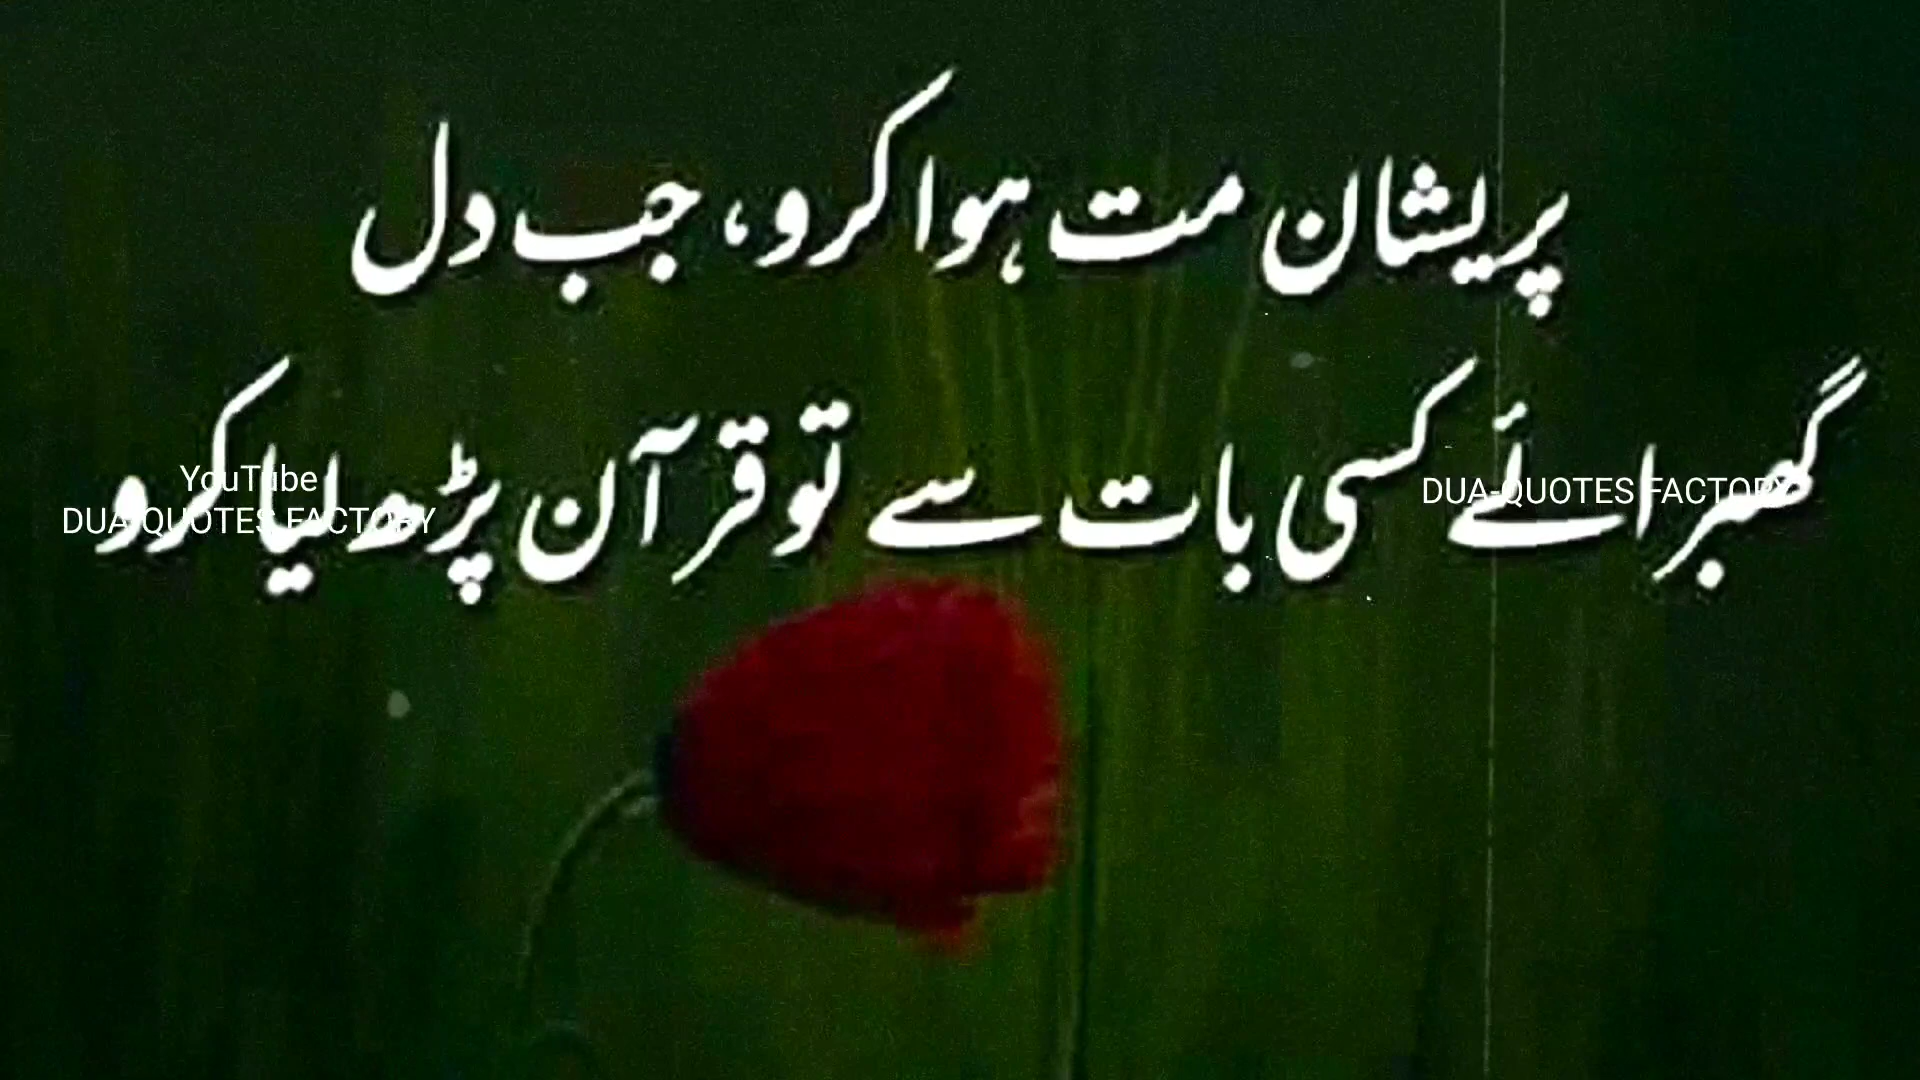 پریشان مت ہوا کرو، جب دل
گھبرائے کسی بات سے تو قرآن پڑھ لیا کرو
YouTube
DUA-QUOTES FACTORY
DUA-QUOTES FACTORY